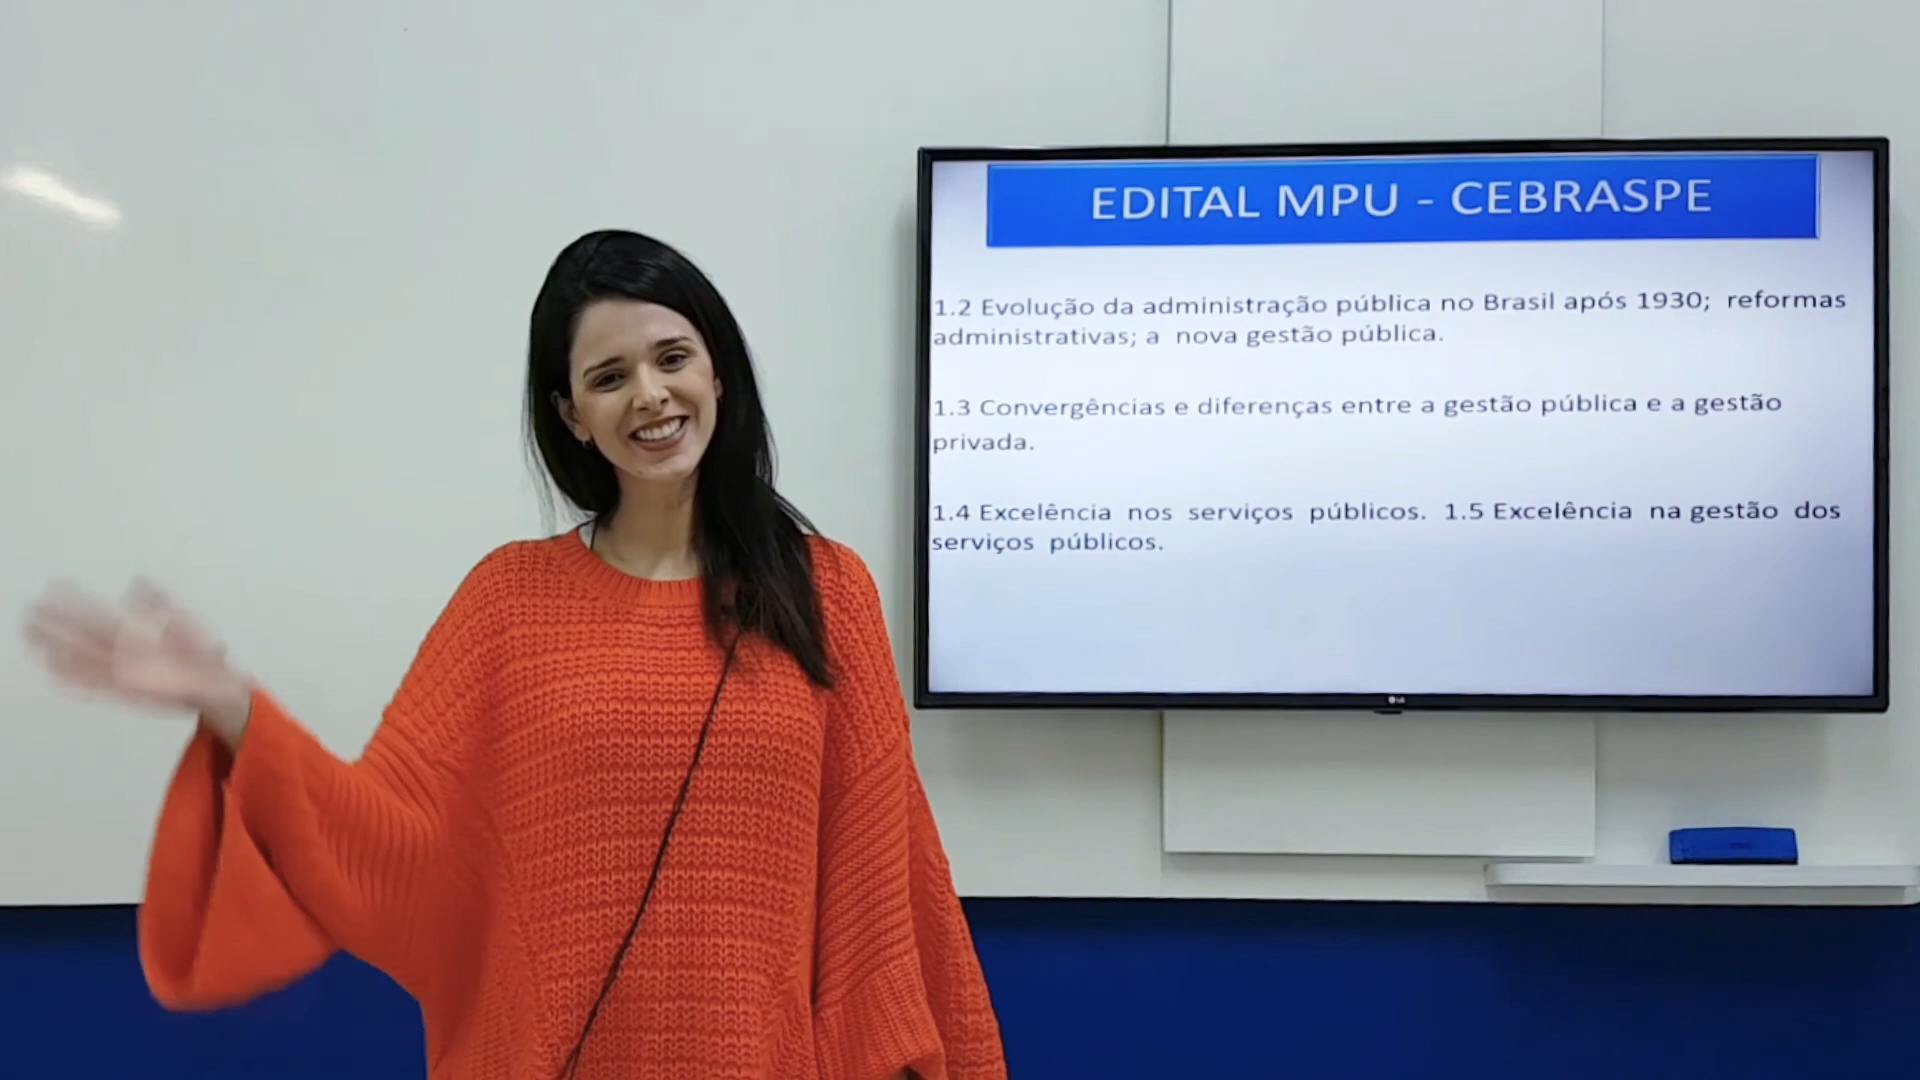 EDITAL MPU - CEBRASPE
1.2 Evolução da administração pública no Brasil após 1930; reformas
administrativas; a nova gestão pública.
1.3 Convergências e diferenças entre a gestão pública e a gestão
privada.
1.4 Excelência nos serviços públicos. 1.5 Excelência na gestão dos
serviços públicos.
LG